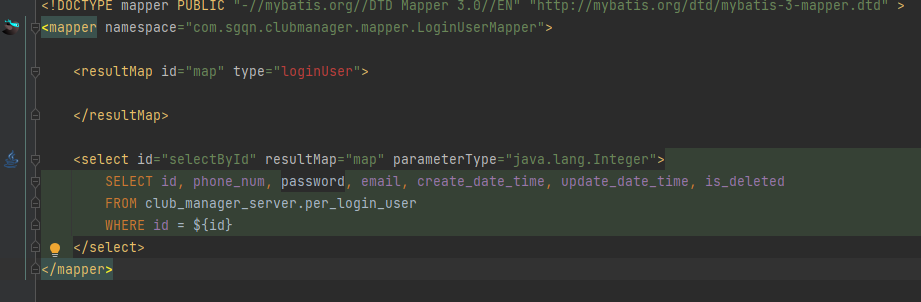 <!DOCTYPE mapper PUBLIC "-//mybatis.org//DTD Mapper 3.0//EN" "http://mybatis.org/dtd/mybatis-3-mapper.dtd" >
<mapper namespace="com.sgqn.clubmanager.mapper.LoginUserMapper">
<resultMap id="map" type="loginUser">
</resultMap>
<select id="selectById" resultMap="map" parameterType="java.lang.Integer">
SELECT id, phone_num, password, email, create_date_time, update_date_time, is_deleted
FROM club_manager_server.per_login_user
WHERE id = ${id}
</select>
</mapper>